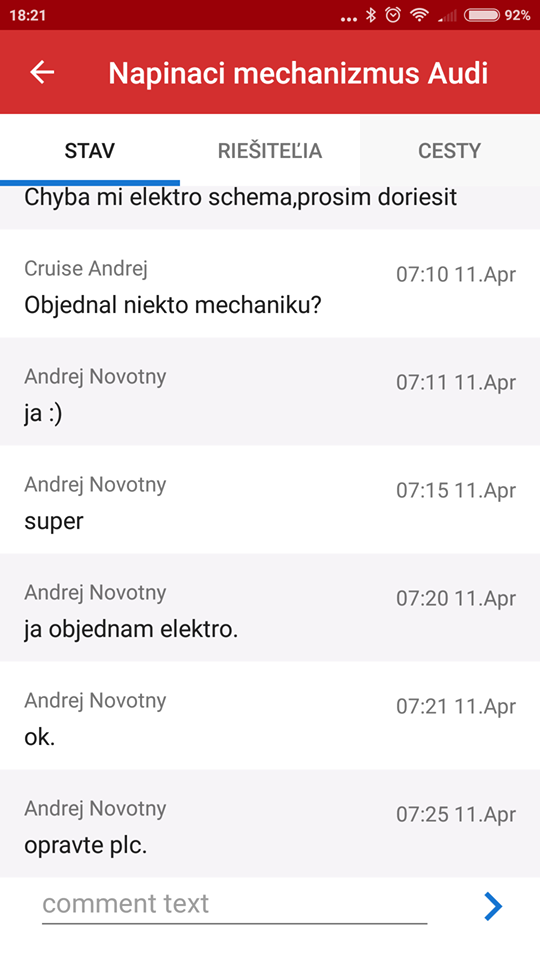 18:21
92%
Napinaci mechanizmus Audi
STAV
RIEŠITEĽIA
CESTY
Chyba mi elektro schema,prosim doriesit
Cruise Andrej
07:10 11.Apr
Objednal niekto mechaniku?
Andrej Novotny
07:11 11.Apr
ja :)
Andrej Novotny
07:15 11.Apr
super
Andrej Novotny
07:20 11.Apr
ja objednam elektro.
Andrej Novotny
07:21 11.Apr
ok.
Andrej Novotny
07:25 11.Apr
opravte plc.
comment text